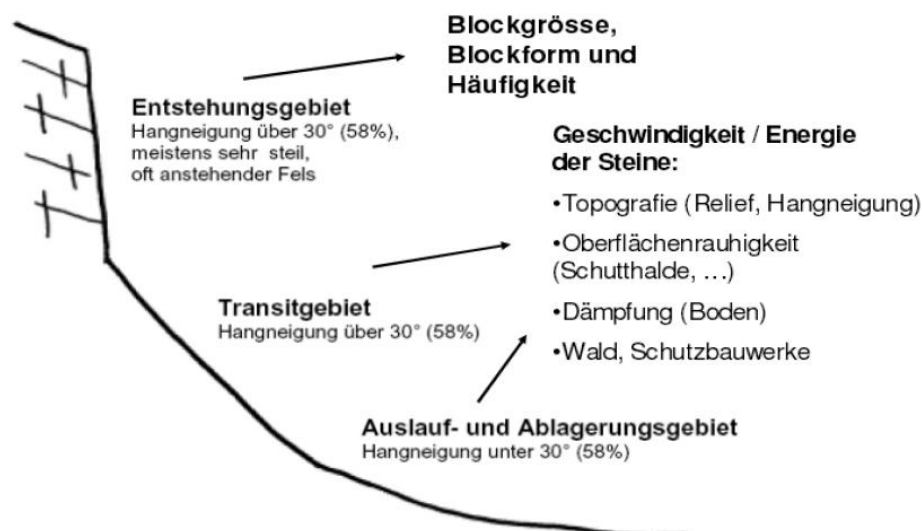 Blockgrösse,
Blockform und
Häufigkeit
Entstehungsgebiet
Hangneigung über 30° (58%),
meistens sehr steil,
oft anstehender Fels
Geschwindigkeit / Energie
der Steine:
•Topografie (Relief, Hangneigung)
•Oberflächenrauhigkeit
(Schutthalde, ...)
•Dämpfung (Boden)
•Wald, Schutzbauwerke
Transitgebiet
Hangneigung über 30° (58%)
Auslauf- und Ablagerungsgebiet
Hangneigung unter 30° (58%)